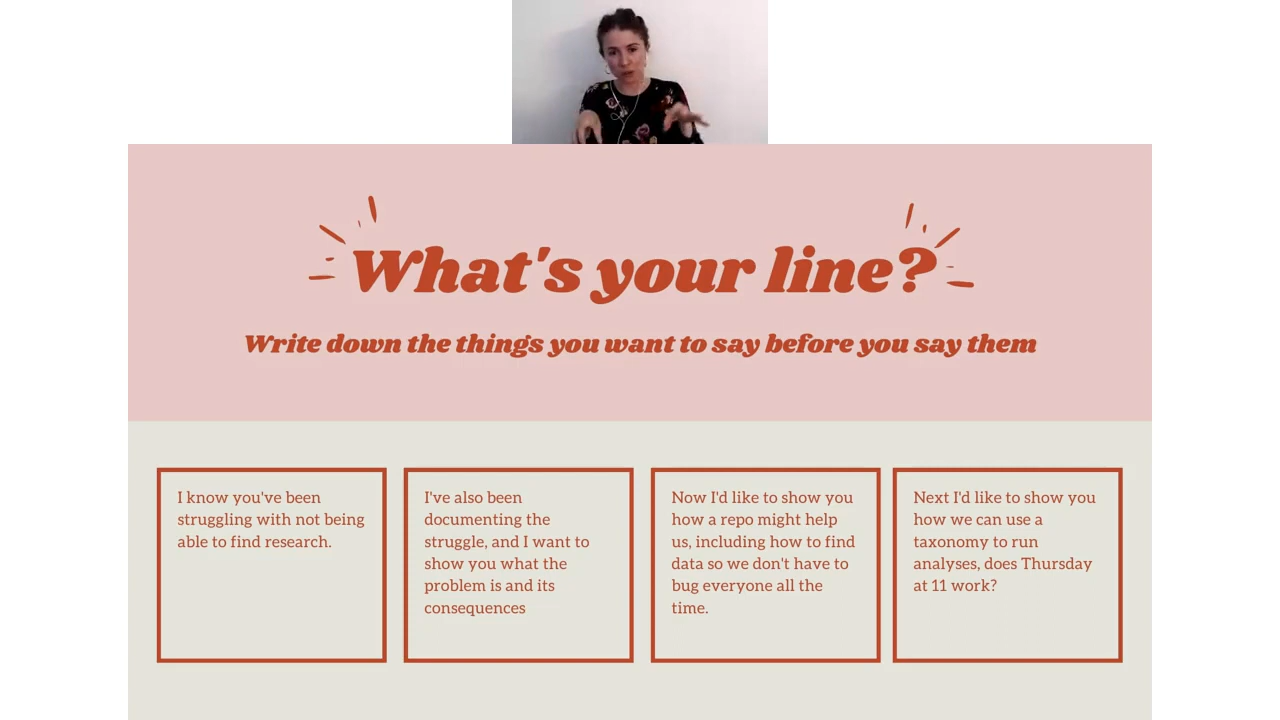 What's your line?
Write down the things you want to say before you say them
I know you've been
struggling with not being
able to find research.
I've also been
documenting the
struggle, and I want to
show you what the
problem is and its
consequences
Now I'd like to show you
how a repo might help
us, including how to find
data so we don't have to
bug everyone all the
time.
Next I'd like to show you
how we can use a
taxonomy to run
analyses, does Thursday
at 11 work?